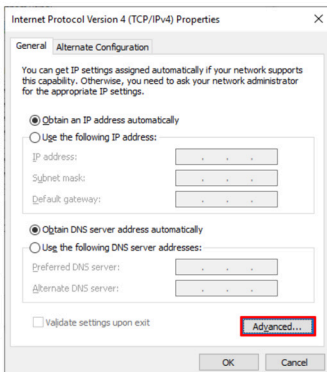 Internet Protocol Version 4 (TCP/IPv4) Properties
General Alternate Configuration
You can get IP settings assigned automatically if your network supports
this capability. Otherwise, you need to ask your network administrator
for the appropriate IP settings.
Obtain an IP address automatically
Use the following IP address:
IP address:
Subnet mask:
Default gateway:
Obtain DNS server address automatically
Use the following DNS server addresses:
Preferred DNS server:
Alternate DNS server:
Validate settings upon exit
Advanced...
OK Cancel